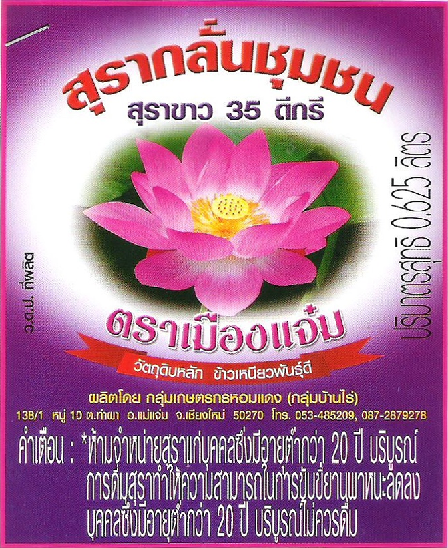 สุรากลั่นชุมชน
สุราขาว 35 ดีกรี
ปริมาตรสุทธิ 0.625 ลิตร
ว.ด.ป. ที่ผลิต
ตราเมืองแจ๋ม
วัตถุดิบหลัก ข้าวเหนียวพันธุ์ดี
ผลิตโดย กลุ่มเกษตรกรหอมแดง (กลุ่มบ้านไร่)
138/1 หมู่ 10 ต.ท่าผา อ.แม่แจ่ม จ.เชียงใหม่ 50270 โทร. 053-485209, 087-2879278
คำเตือน : *ห้ามจำหน่ายสุราแก่บุคคลซึ่งมีอายุต่ำกว่า 20 ปี บริบูรณ์
การดื่มสุราทำให้ความสามารถในการขับขี่ยานพาหนะลดลง
บุคคลซึ่งมีอายุต่ำกว่า 20 ปี บริบูรณ์ไม่ควรดื่ม